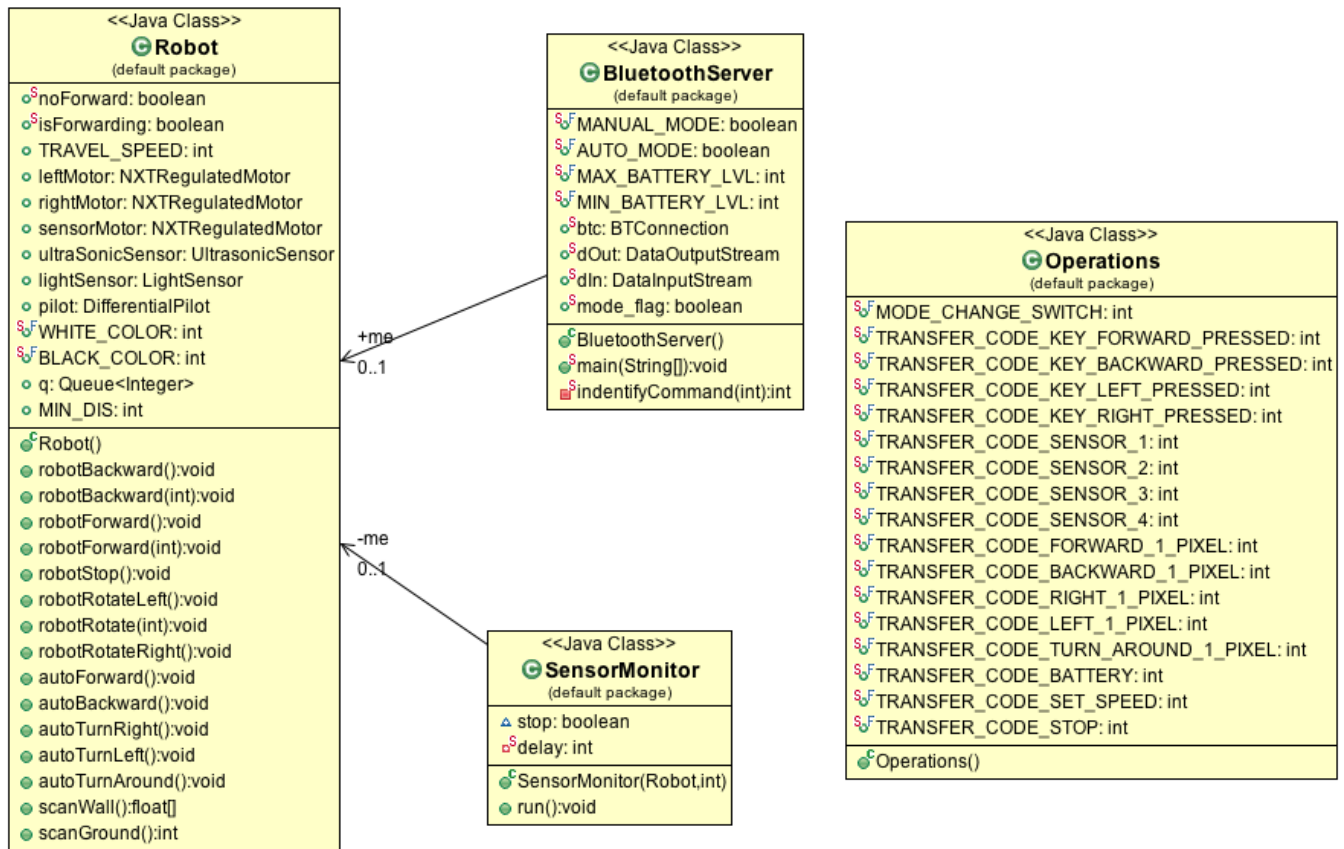 <<Java Class>>
Robot
(default package)
noForward: boolean
isForwarding: boolean
TRAVEL_SPEED: int
leftMotor: NXTRegulatedMotor
rightMotor: NXTRegulatedMotor
sensorMotor: NXTRegulatedMotor
ultraSonicSensor: UltrasonicSensor
lightSensor: LightSensor
pilot: DifferentialPilot
WHITE_COLOR: int
BLACK_COLOR: int
q: Queue<Integer>
MIN_DIS: int
Robot()
robotBackward():void
robotBackward(int):void
robotForward():void
robotForward(int):void
robotStop():void
robotRotateLeft():void
robotRotate(int):void
robotRotateRight():void
autoForward():void
autoBackward():void
autoTurnRight():void
autoTurnLeft():void
autoTurnAround():void
scanWall():float[]
scanGround():int
+me
0..1
-me
0..1
<<Java Class>>
BluetoothServer
(default package)
MANUAL_MODE: boolean
AUTO_MODE: boolean
MAX_BATTERY_LVL: int
MIN_BATTERY_LVL: int
btc: BTConnection
dOut: DataOutputStream
dIn: DataInputStream
mode_flag: boolean
BluetoothServer()
main(String[]):void
indentifyCommand(int):int
<<Java Class>>
SensorMonitor
(default package)
stop: boolean
delay: int
SensorMonitor(Robot,int)
run():void
<<Java Class>>
Operations
(default package)
MODE_CHANGE_SWITCH: int
TRANSFER_CODE_KEY_FORWARD_PRESSED: int
TRANSFER_CODE_KEY_BACKWARD_PRESSED: int
TRANSFER_CODE_KEY_LEFT_PRESSED: int
TRANSFER_CODE_KEY_RIGHT_PRESSED: int
TRANSFER_CODE_SENSOR_1: int
TRANSFER_CODE_SENSOR_2: int
TRANSFER_CODE_SENSOR_3: int
TRANSFER_CODE_SENSOR_4: int
TRANSFER_CODE_FORWARD_1_PIXEL: int
TRANSFER_CODE_BACKWARD_1_PIXEL: int
TRANSFER_CODE_RIGHT_1_PIXEL: int
TRANSFER_CODE_LEFT_1_PIXEL: int
TRANSFER_CODE_TURN_AROUND_1_PIXEL: int
TRANSFER_CODE_BATTERY: int
TRANSFER_CODE_SET_SPEED: int
TRANSFER_CODE_STOP: int
Operations()